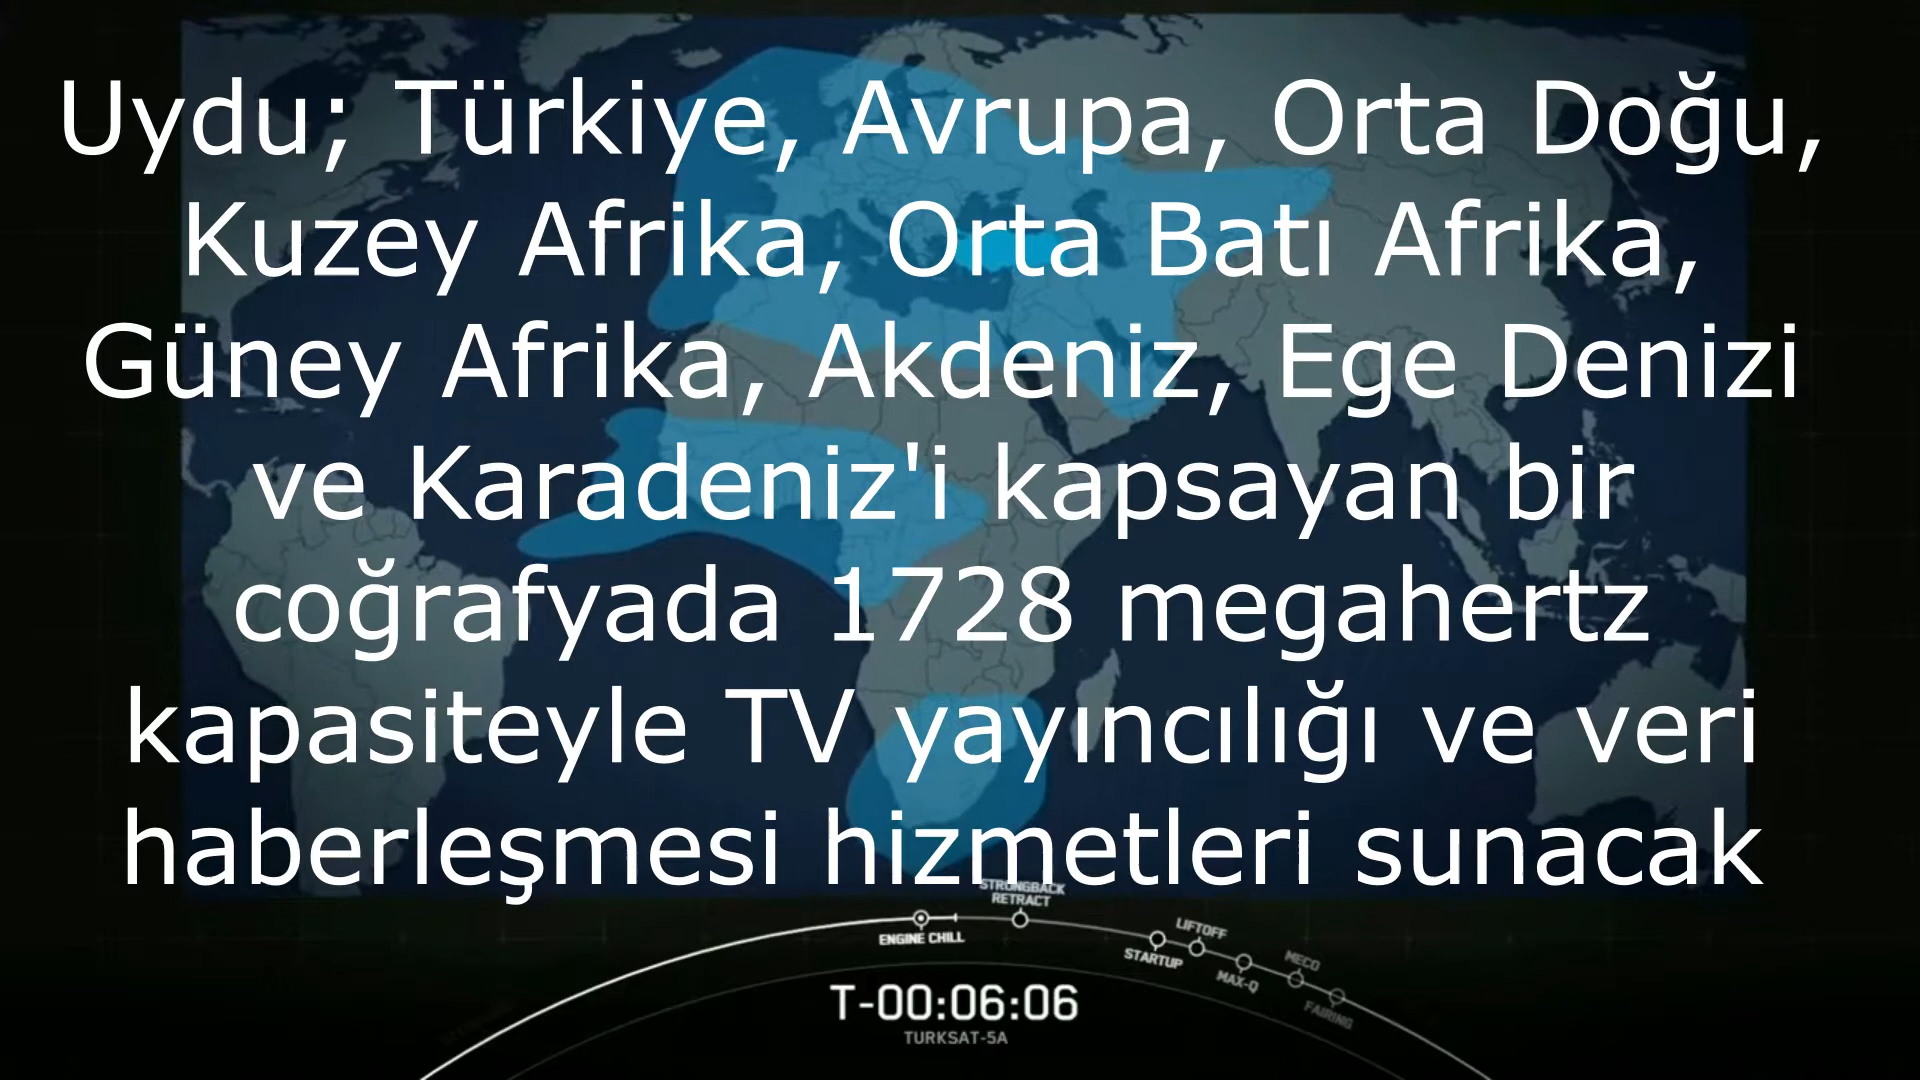 Uydu; Türkiye, Avrupa, Orta Doğu,
Kuzey Afrika, Orta Batı Afrika,
Güney Afrika, Akdeniz, Ege Denizi
ve Karadeniz'i kapsayan bir
coğrafyada 1728 megahertz
kapasiteyle TV yayıncılığı ve veri
haberleşmesi hizmetleri sunacak
STRONGBACK
RETRACT
ENGINE CHILL
LIFTOFF
STARTUP
MECO
MAX-Q
FAIRING
T-00:06:06
TURKSAT-5A